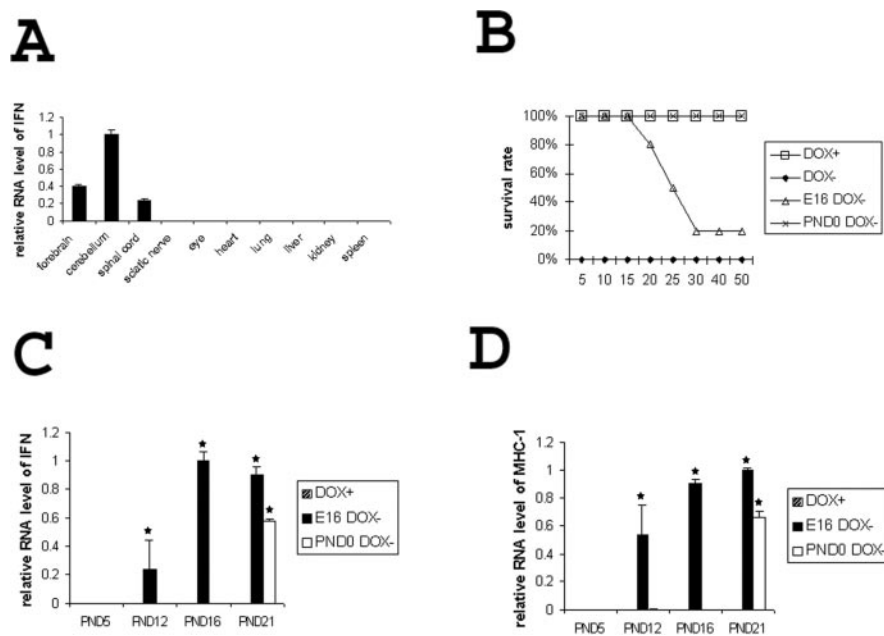 A
relative RNA level of IFN
1.2
1
0.8
0.6
0.4
0.2
0
forebrain
cerebellum
spinal cord
sciatic nerve
eye
heart
lung
liver
kidney
spleen
B
survival rate
100%
80%
60%
40%
20%
0%
5 10 15 20 25 30 40 50
DOX+
DOX-
E16 DOX-
PND0 DOX-
C
relative RNA level of IFN
1.2
1
0.8
0.6
0.4
0.2
0
PND5 PND12 PND16 PND21
DOX+
E16 DOX-
PND0 DOX-
D
relative RNA level of MHC-1
1.2
1
0.8
0.6
0.4
0.2
0
PND5 PND12 PND16 PND21
DOX+
E16 DOX-
PND0 DOX-